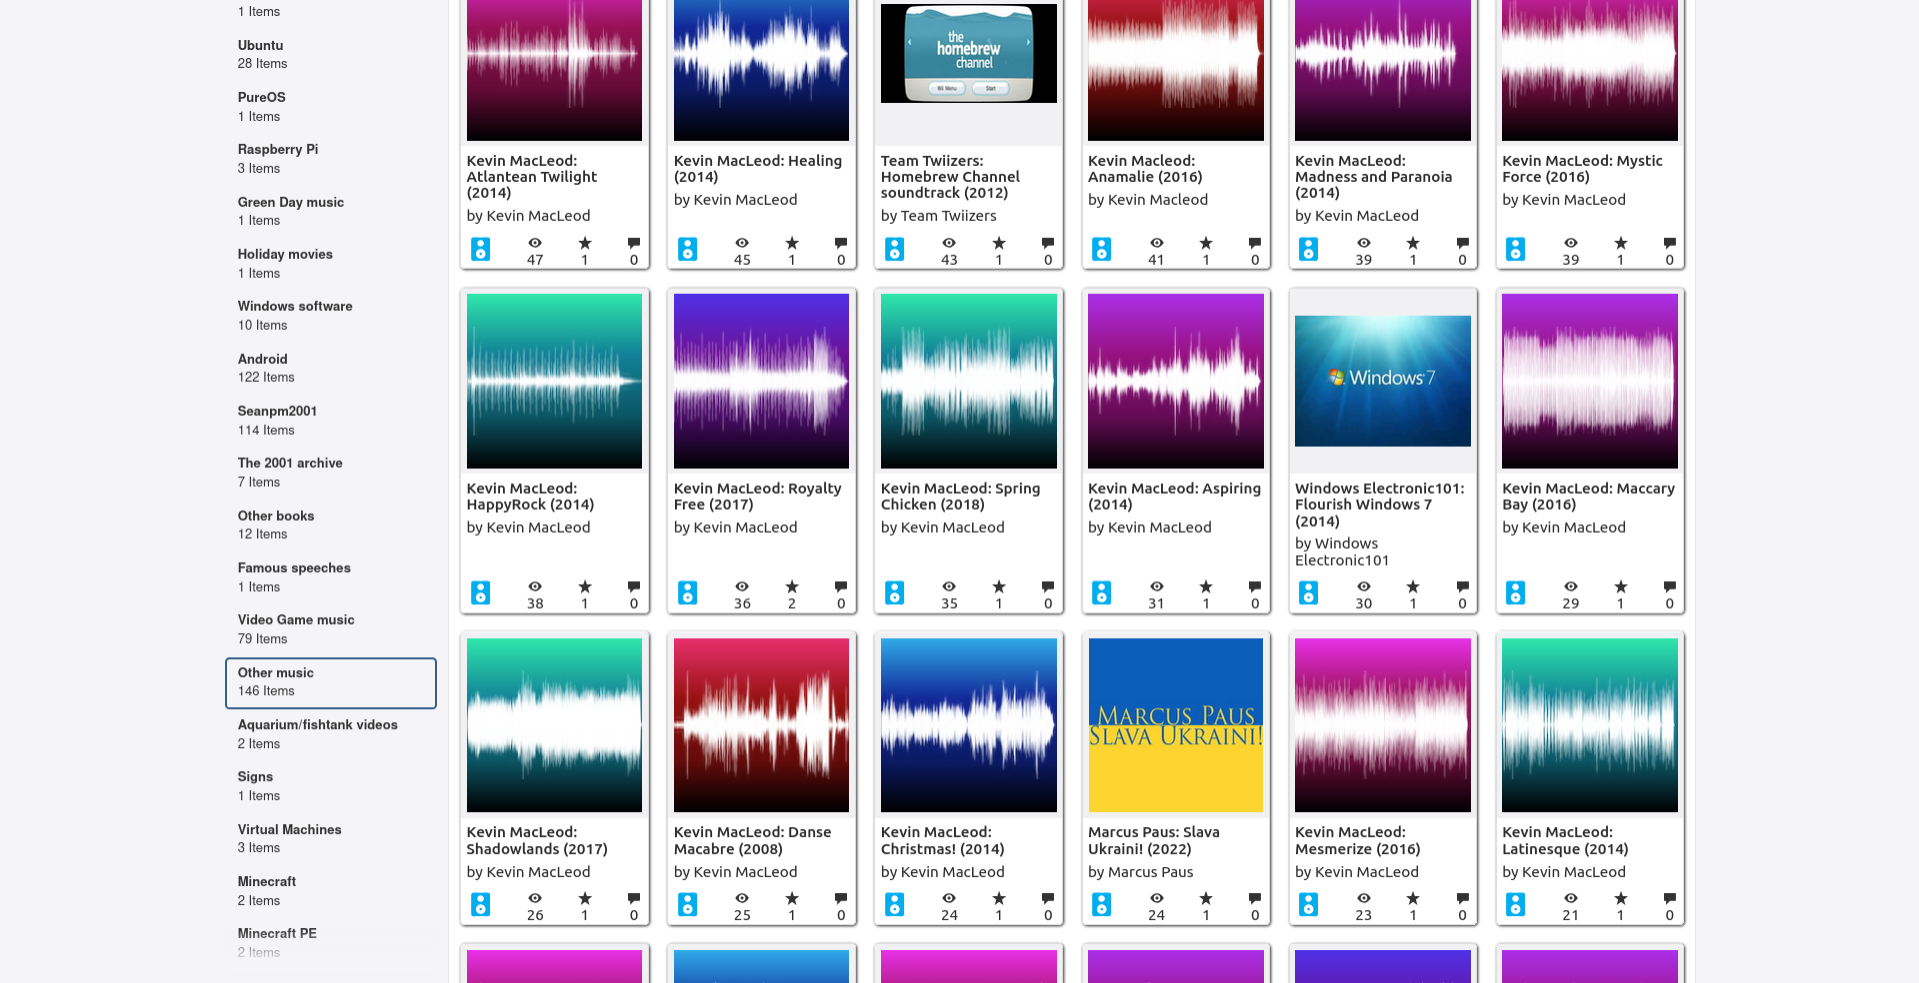 1 Items
Ubuntu
28 Items
PureOS
1 Items
Raspberry Pi
3 Items
Green Day music
1 Items
Holiday movies
1 Items
Windows software
10 Items
Android
122 Items
Seanpm2001
114 Items
The 2001 archive
7 Items
Other books
12 Items
Famous speeches
1 Items
Video Game music
79 Items
Other music
146 Items
Aquarium/fishtank videos
2 Items
Signs
1 Items
Virtual Machines
3 Items
Minecraft
2 Items
Minecraft PE
2 Items
Kevin MacLeod:
Atlantean Twilight
(2014)
by Kevin MacLeod
47 1 0
Kevin MacLeod: Healing
(2014)
by Kevin MacLeod
45 1 0
the
homebrew
channel
Wii Menu
Start
Team Twiizers:
Homebrew Channel
soundtrack (2012)
by Team Twiizers
43 1 0
Kevin Macleod:
Anamalie (2016)
by Kevin Macleod
41 1 0
Kevin MacLeod:
Madness and Paranoia
(2014)
by Kevin MacLeod
39 1 0
Kevin MacLeod: Mystic
Force (2016)
by Kevin MacLeod
39 1 0
Kevin MacLeod:
HappyRock (2014)
by Kevin MacLeod
38 1 0
Kevin MacLeod: Royalty
Free (2017)
by Kevin MacLeod
36 2 0
Kevin MacLeod: Spring
Chicken (2018)
by Kevin MacLeod
35 1 0
Kevin MacLeod: Aspiring
(2014)
by Kevin MacLeod
31 1 0
Windows 7
Windows Electronic101:
Flourish Windows 7
(2014)
by Windows
Electronic101
30 1 0
Kevin MacLeod: Maccary
Bay (2016)
by Kevin MacLeod
29 1 0
Kevin MacLeod:
Shadowlands (2017)
by Kevin MacLeod
26 1 0
Kevin MacLeod: Danse
Macabre (2008)
by Kevin MacLeod
25 1 0
Kevin MacLeod:
Christmas! (2014)
by Kevin MacLeod
24 1 0
MARCUS PAUS
SLAVA UKRAINI!
Marcus Paus: Slava
Ukraini! (2022)
by Marcus Paus
24 1 0
Kevin MacLeod:
Mesmerize (2016)
by Kevin MacLeod
23 1 0
Kevin MacLeod:
Latinesque (2014)
by Kevin MacLeod
21 1 0